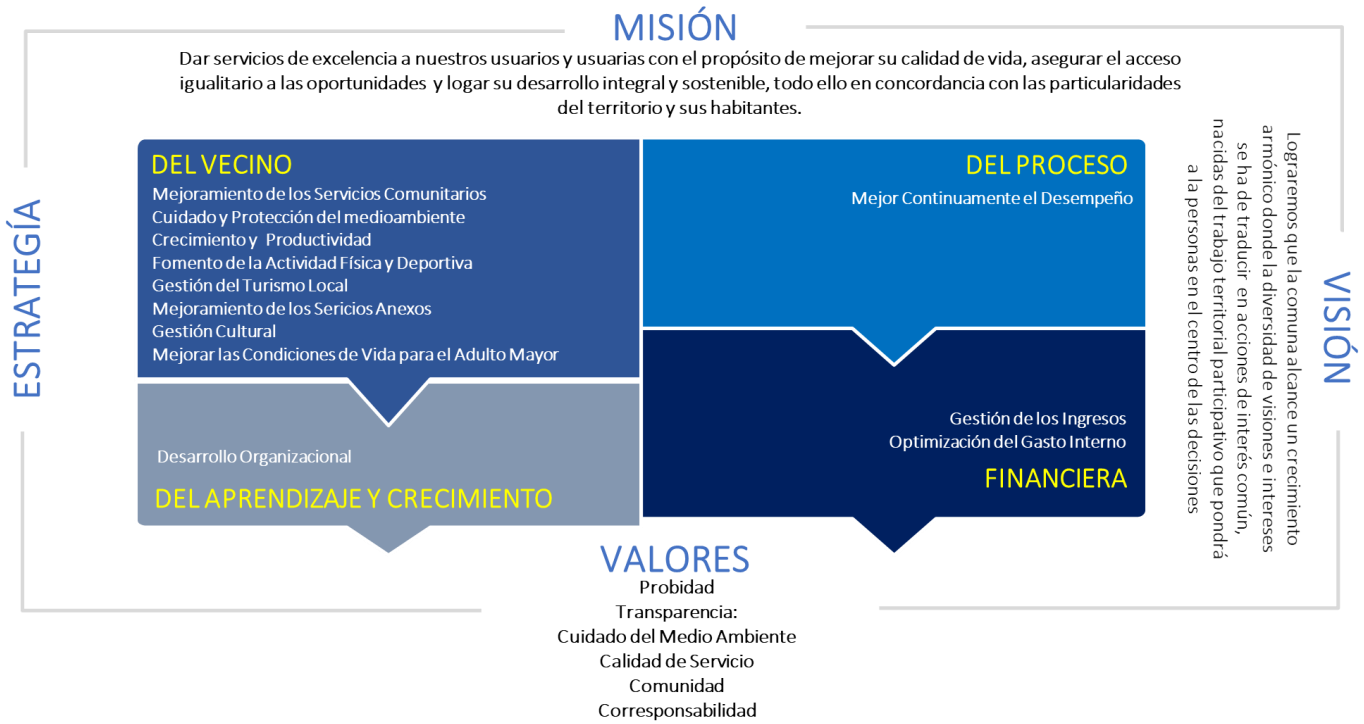 MISIÓN
Dar servicios de excelencia a nuestros usuarios y usuarias con el propósito de mejorar su calidad de vida, asegurar el acceso
igualitario a las oportunidades y logar su desarrollo integral y sostenible, todo ello en concordancia con las particularidades
del territorio y sus habitantes.
ESTRATEGÍA
DEL VECINO
Mejoramiento de los Servicios Comunitarios
Cuidado y Protección del medioambiente
Crecimiento y Productividad
Fomento de la Actividad Física y Deportiva
Gestión del Turismo Local
Mejoramiento de los Sericios Anexos
Gestión Cultural
Mejorar las Condiciones de Vida para el Adulto Mayor
DEL PROCESO
Mejor Continuamente el Desempeño
Desarrollo Organizacional
DEL APRENDIZAJE Y CRECIMIENTO
Gestión de los Ingresos
Optimización del Gasto Interno
FINANCIERA
VISIÓN
Lograremos que la comuna alcance un crecimiento
armónico donde la diversidad de visiones e intereses
se ha de traducir en acciones de interés común,
nacidas del trabajo territorial participativo que pondrá
a la personas en el centro de las decisiones
VALORES
Probidad
Transparencia:
Cuidado del Medio Ambiente
Calidad de Servicio
Comunidad
Corresponsabilidad